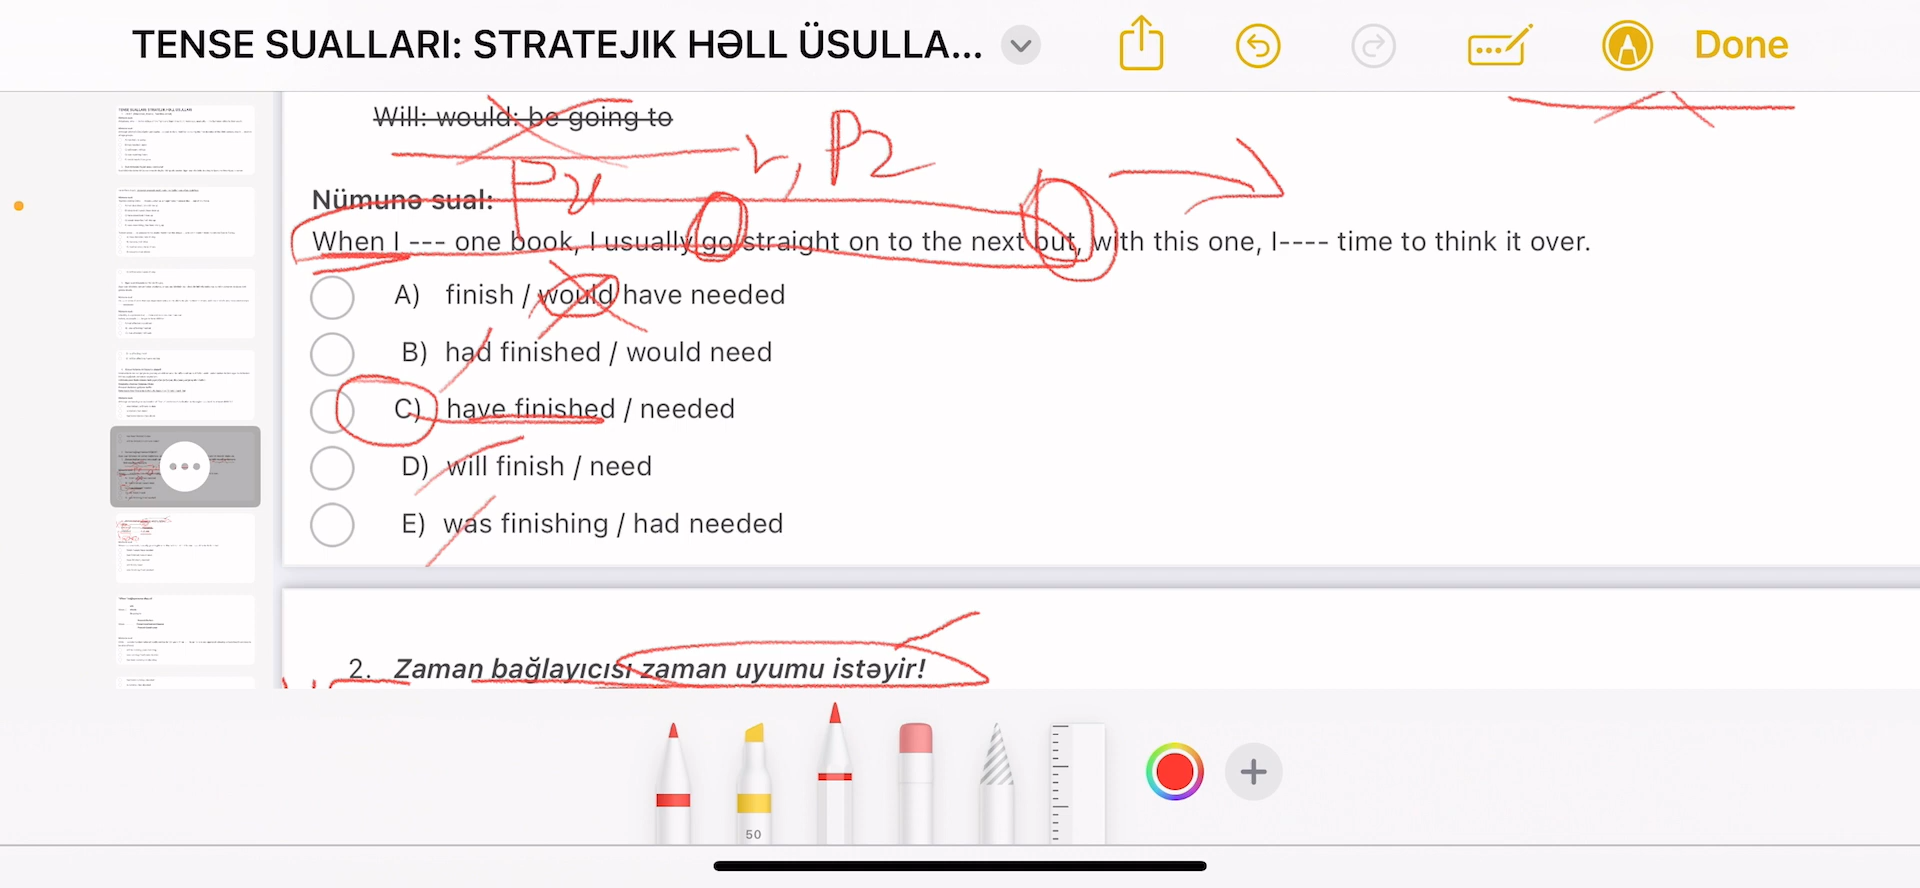 TENSE SUALLARI: STRATEJIK HƏLL ÜSULLA...
Done
Will: would: be going to
P2
Nümunə sual:
When I --- one book, I usually go straight on to the next but, with this one, I---- time to think it over.
A) finish / would have needed
B) had finished / would need
C) have finished / needed
D) will finish / need
E) was finishing / had needed
2. Zaman bağlayıcısı zaman uyumu istəyir!
50